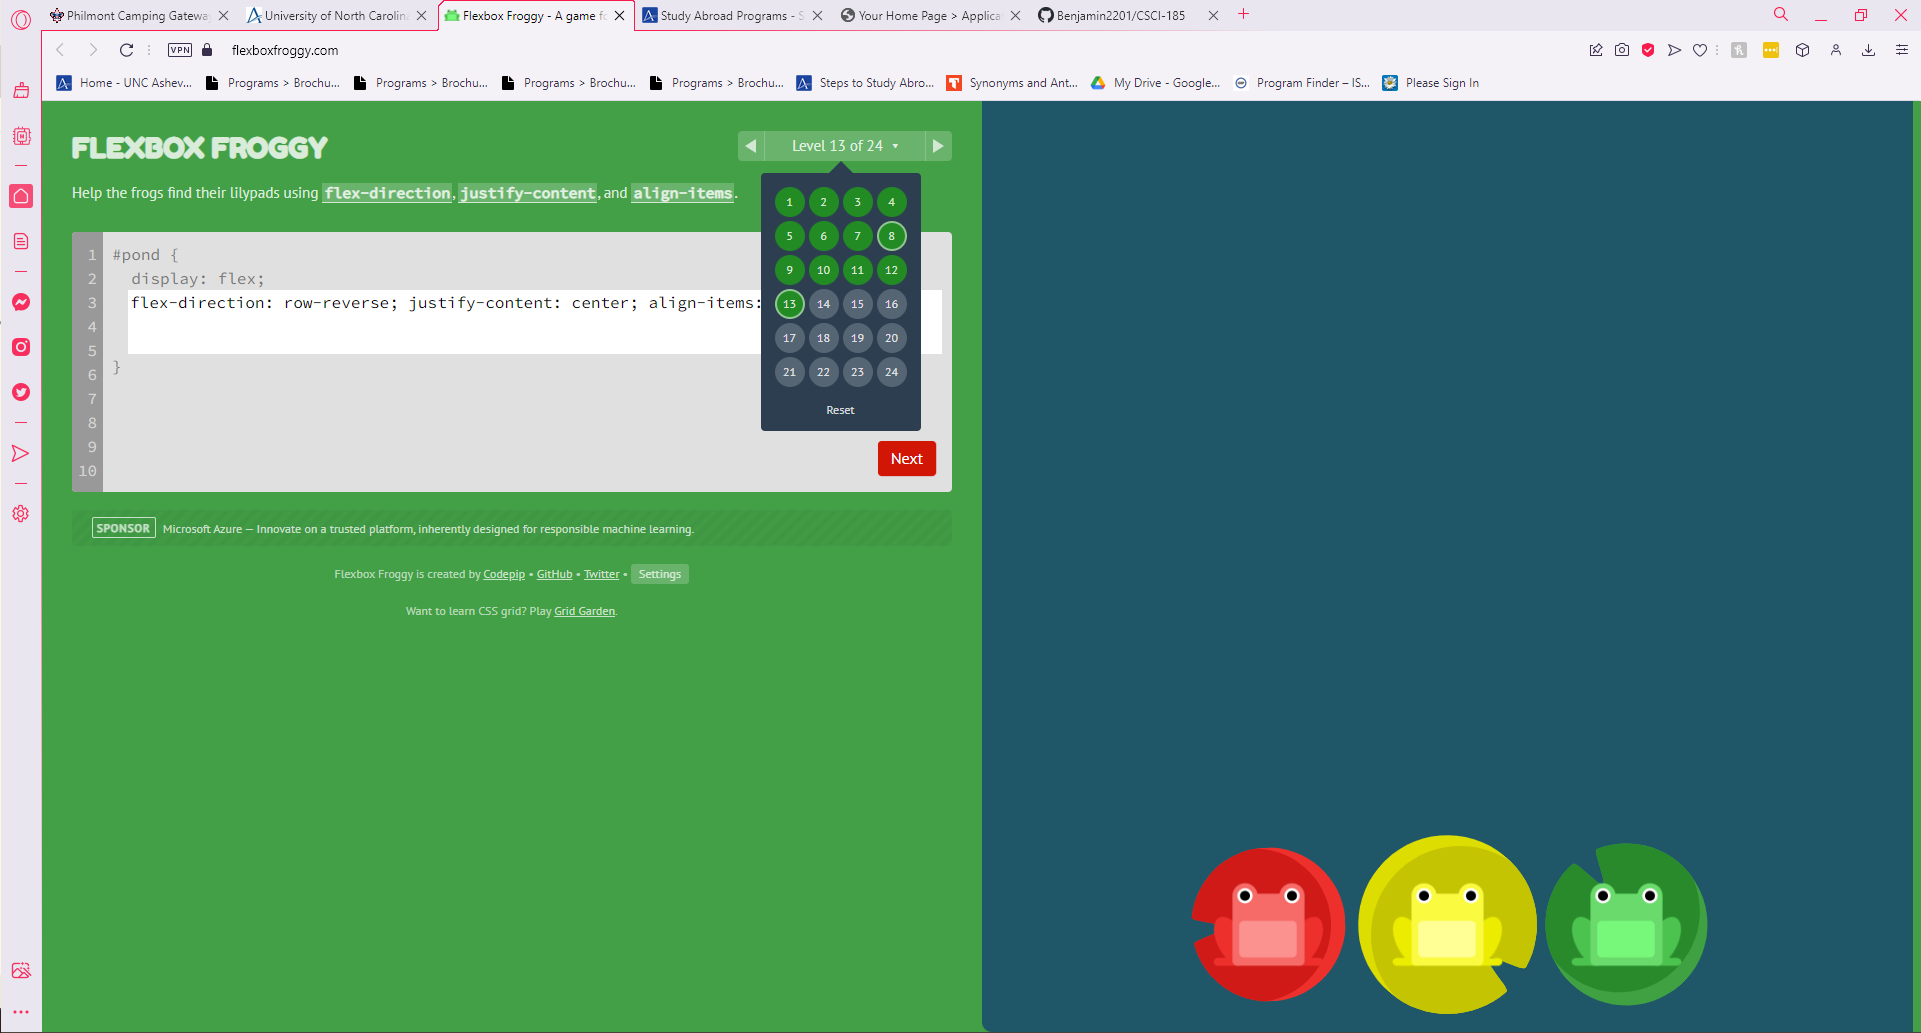 Philmont Camping Gateway
University of North Carolina
Flexbox Froggy - A game fo
Study Abroad Programs - S
Your Home Page > Applica
Benjamin2201/CSCI-185
VPN
flexboxfroggy.com
Home - UNC Ashev...
Programs > Brochu...
Programs > Brochu...
Programs > Brochu...
Programs > Brochu...
Steps to Study Abro...
Synonyms and Ant...
My Drive - Google...
Program Finder – IS...
Please Sign In
FLEXBOX FROGGY
Level 13 of 24
Help the frogs find their lilypads using flex-direction, justify-content, and align-items.
1 2 3 4
5 6 7 8
9 10 11 12
13 14 15 16
17 18 19 20
21 22 23 24
Reset
1 #pond {
2 display: flex;
3 flex-direction: row-reverse; justify-content: center; align-items:
4
5
6 }
7
8
9
10
Next
SPONSOR Microsoft Azure — Innovate on a trusted platform, inherently designed for responsible machine learning.
Flexbox Froggy is created by Codepip • GitHub • Twitter • Settings
Want to learn CSS grid? Play Grid Garden.